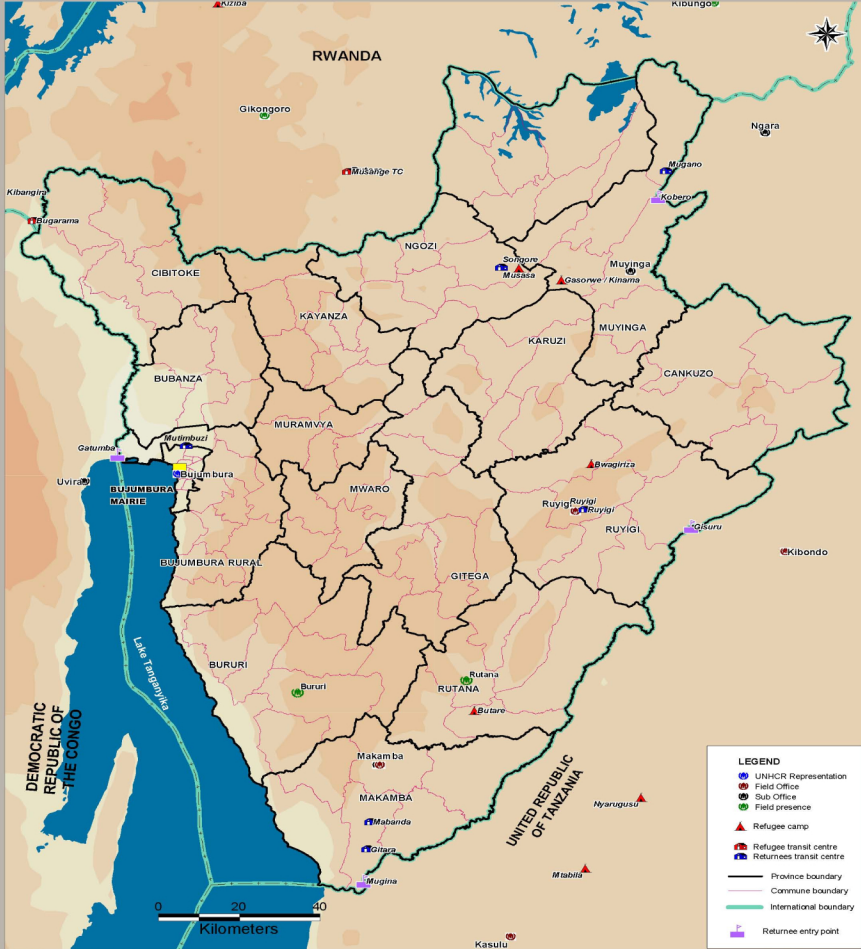 Kiziba
Kibungo
RWANDA
Gikongoro
Ngara
Musange TC
Mugano
Kibangira
Kobero
Bugarama
NGOZI
Songore
Musasa
Muyinga
CIBITOKE
Gasorwe / Kinama
KAYANZA
MUYINGA
KARUZI
BUBANZA
CANKUZO
MURAMVYA
Mutimbuzi
Gatumba
Bwagiriza
Uvira
Bujumbura
BUJUMBURA
MAIRIE
MWARO
Ruyigi
Ruyigi
Ruyigi
RUYIGI
Gisuru
Kibondo
BUJUMBURA RURAL
GITEGA
Lake Tanganyika
BURURI
Bururi
Rutana
RUTANA
Butare
DEMOCRATIC
REPUBLIC OF
THE CONGO
Makamba
MAKAMBA
UNITED REPUBLIC
OF TANZANIA
Nyarugusu
Mabanda
Gitara
Mtabila
Mugina
0 20 40
Kilometers
Kasulu
LEGEND
UNHCR Representation
Field Office
Sub Office
Field presence
Refugee camp
Refugee transit centre
Returnees transit centre
Province boundary
Commune boundary
International boundary
Returnee entry point